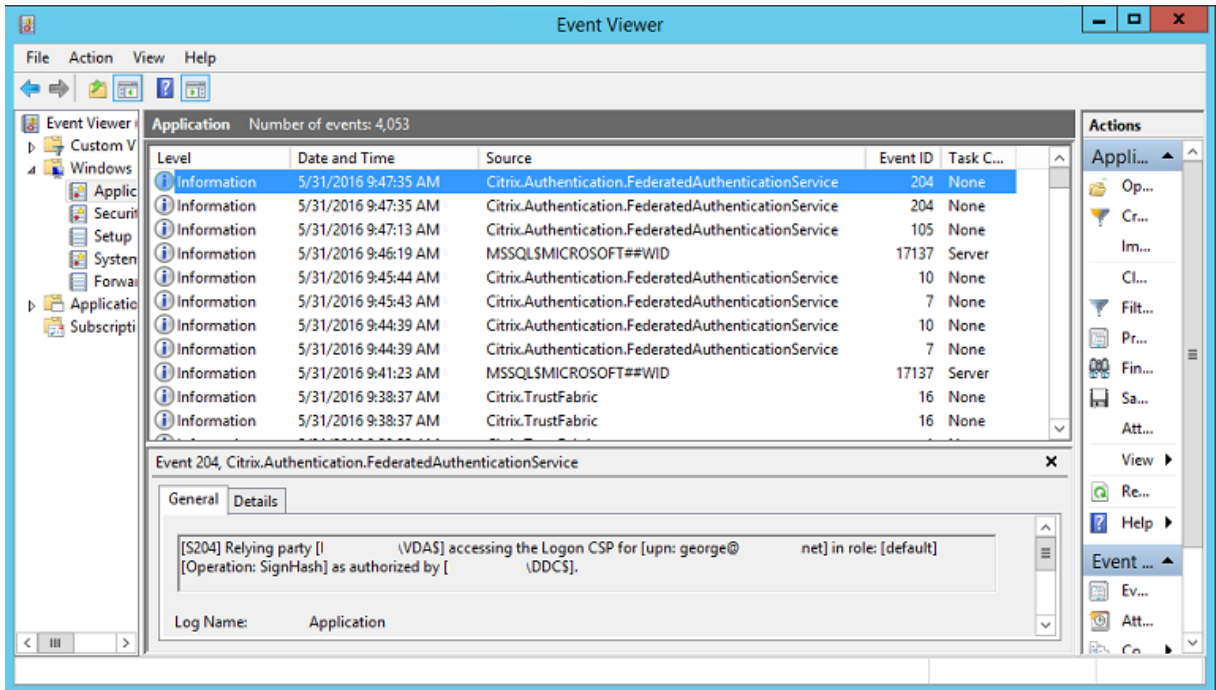 Event Viewer
File Action View Help
Event Viewer
Custom V
Windows
Applic
Securit
Setup
System
Forwar
Applicatio
Subscripti
Application Number of events: 4,053
Level Date and Time Source Event ID Task C...
Information 5/31/2016 9:47:35 AM Citrix.Authentication.FederatedAuthenticationService 204 None
Information 5/31/2016 9:47:35 AM Citrix.Authentication.FederatedAuthenticationService 204 None
Information 5/31/2016 9:47:13 AM Citrix.Authentication.FederatedAuthenticationService 105 None
Information 5/31/2016 9:46:19 AM MSSQL$MICROSOFT##WID 17137 Server
Information 5/31/2016 9:45:44 AM Citrix.Authentication.FederatedAuthenticationService 10 None
Information 5/31/2016 9:45:43 AM Citrix.Authentication.FederatedAuthenticationService 7 None
Information 5/31/2016 9:44:39 AM Citrix.Authentication.FederatedAuthenticationService 10 None
Information 5/31/2016 9:44:39 AM Citrix.Authentication.FederatedAuthenticationService 7 None
Information 5/31/2016 9:41:23 AM MSSQL$MICROSOFT##WID 17137 Server
Information 5/31/2016 9:38:37 AM Citrix.TrustFabric 16 None
Information 5/31/2016 9:38:37 AM Citrix.TrustFabric 16 None
Event 204, Citrix.Authentication.FederatedAuthenticationService
General Details
[S204] Relying party [I \VDA$] accessing the Logon CSP for [upn: george@ net] in role: [default]
[Operation: SignHash] as authorized by [ \DDC$].
Log Name: Application
Actions
Appli...
Op...
Cr...
Im...
Cl...
Filt...
Pr...
Fin...
Sa...
Att...
View
Re...
Help
Event ...
Ev...
Att...
Co...